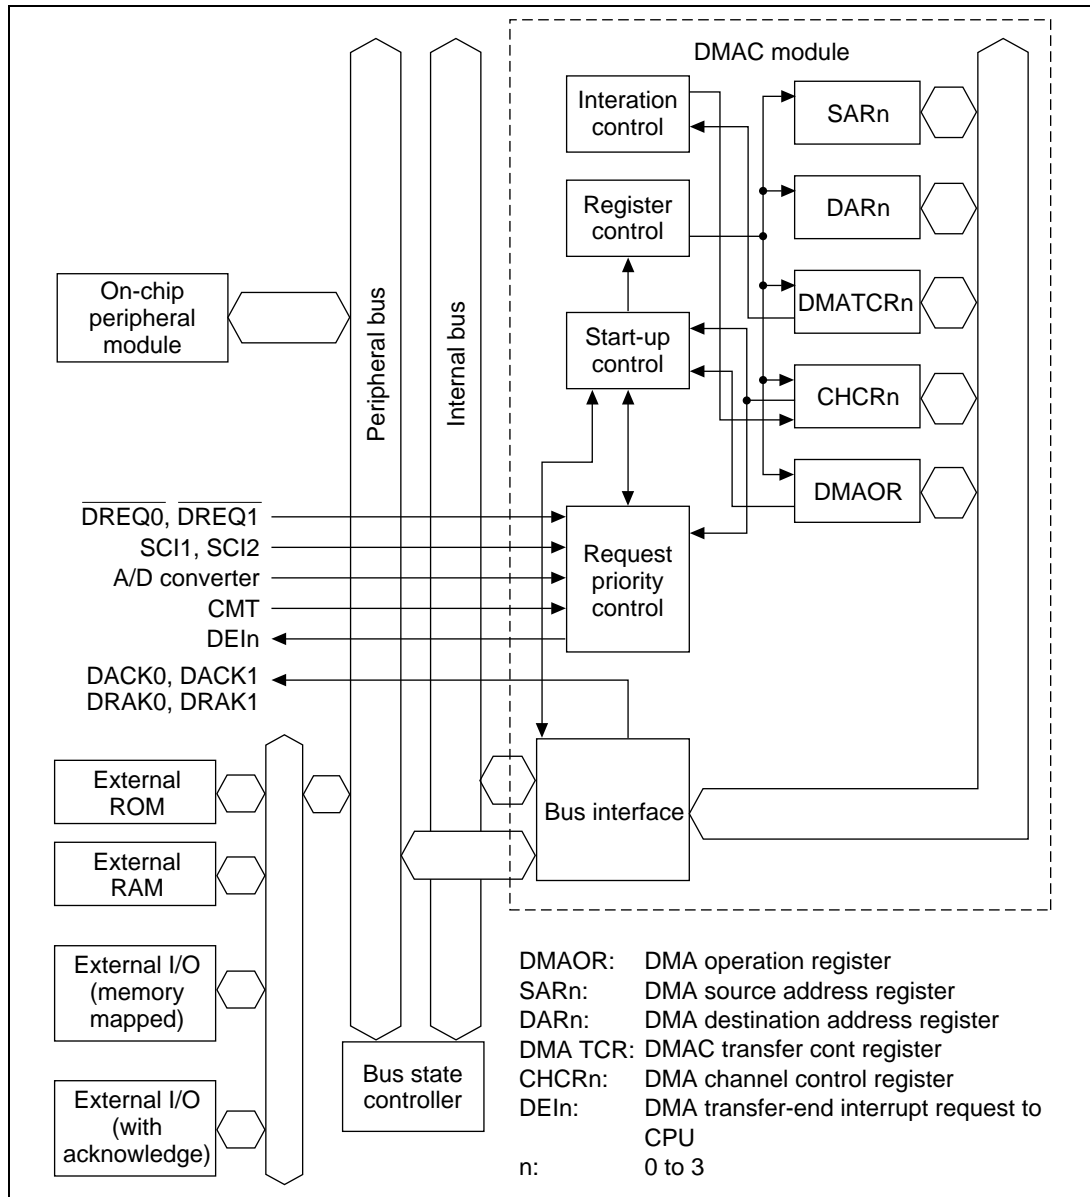 DMAC module
Interation
control
SARn
Register
control
DARn
On-chip
peripheral
module
Peripheral bus
Internal bus
Start-up
control
DMATCRn
CHCRn
DMAOR
DREQ0, DREQ1
SCI1, SCI2
A/D converter
CMT
DEIn
DACK0, DACK1
DRAK0, DRAK1
Request
priority
control
External
ROM
Bus interface
External
RAM
External I/O
(memory
mapped)
External I/O
(with
acknowledge)
Bus state
controller
DMAOR: DMA operation register
SARn: DMA source address register
DARn: DMA destination address register
DMA TCR: DMAC transfer cont register
CHCRn: DMA channel control register
DEIn: DMA transfer-end interrupt request to
CPU
n: 0 to 3